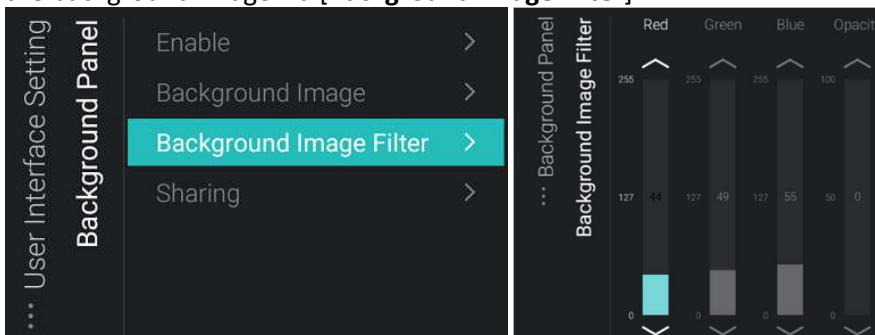 User Interface Setting
Background Panel
Enable
Background Image
Background Image Filter
Sharing
Background Panel
Background Image Filter
Red Green Blue
255 255 255 100
127 44 127 49 127 55 50 0
0 0 0 0